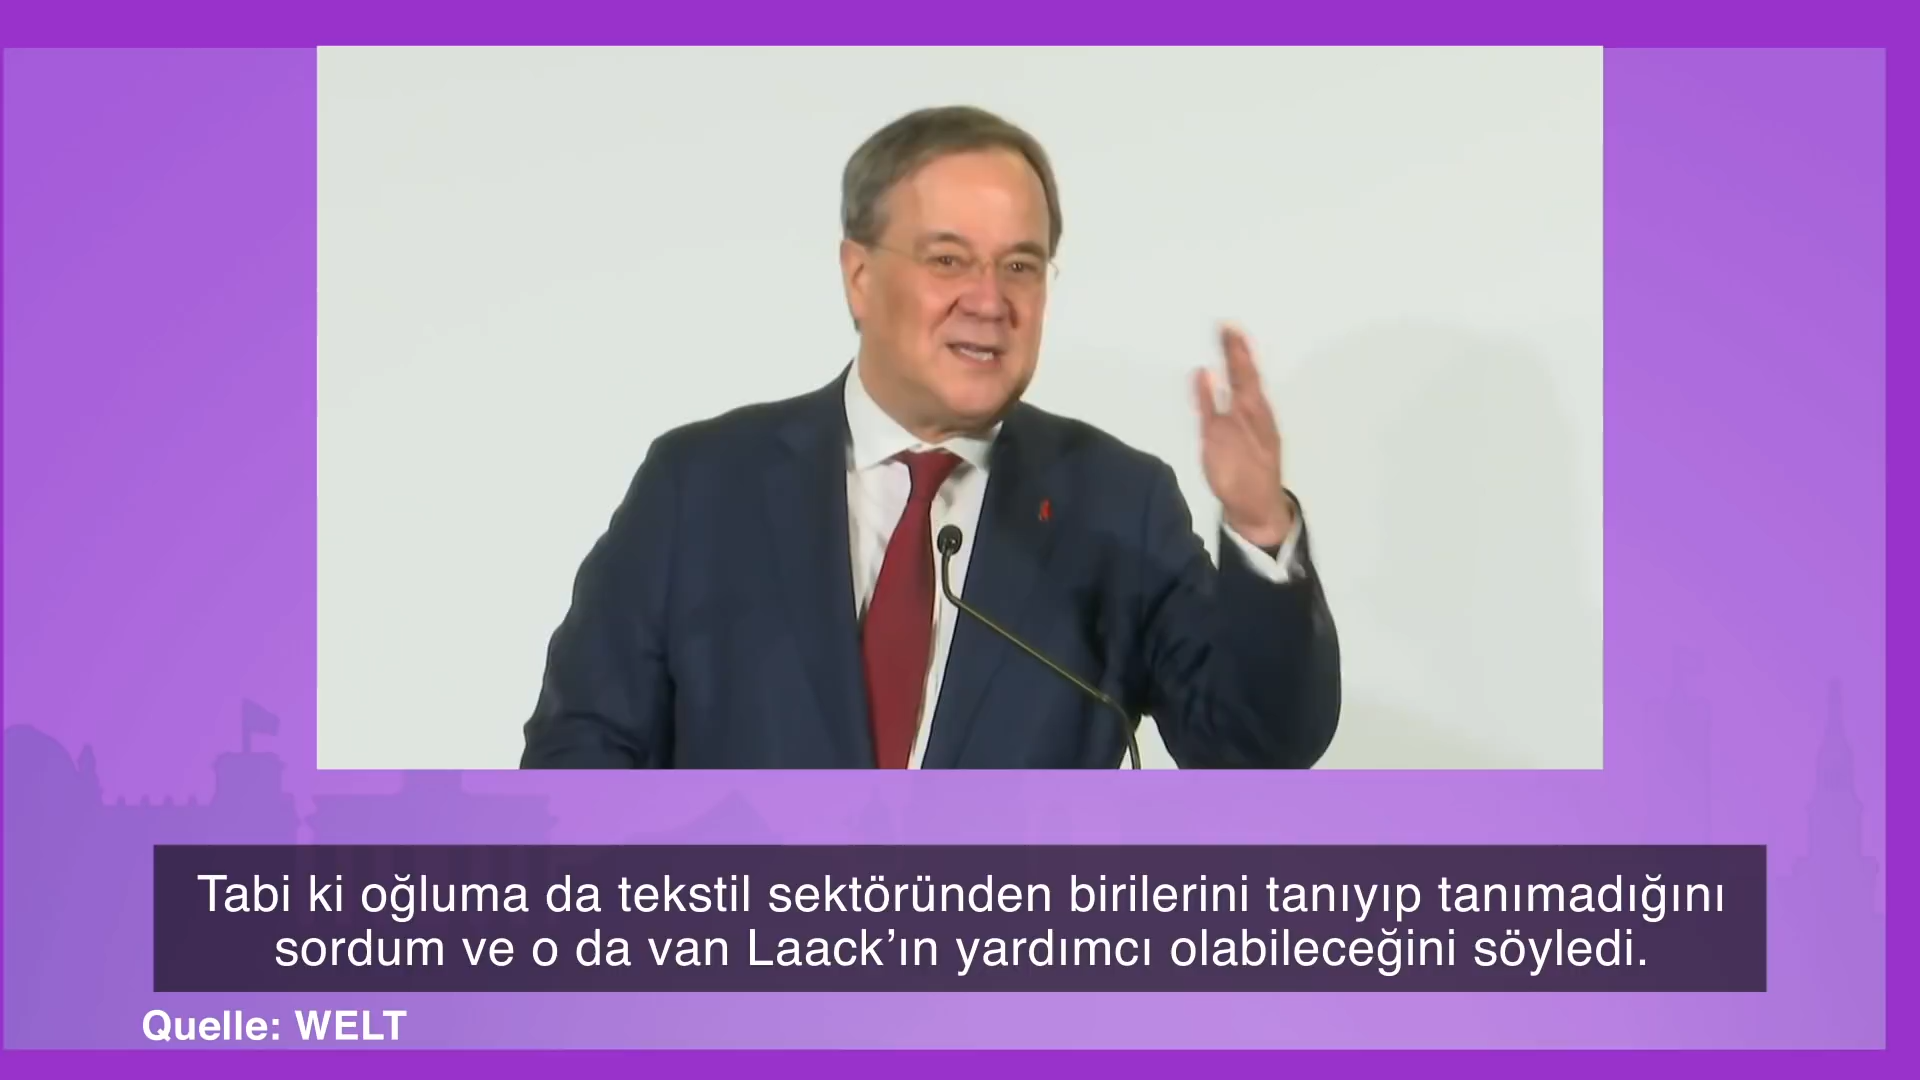 Tabi ki oğluma da tekstil sektöründen birilerini tanıyıp tanımadığını
sordum ve o da van Laack’ın yardımcı olabileceğini söyledi.
Quelle: WELT